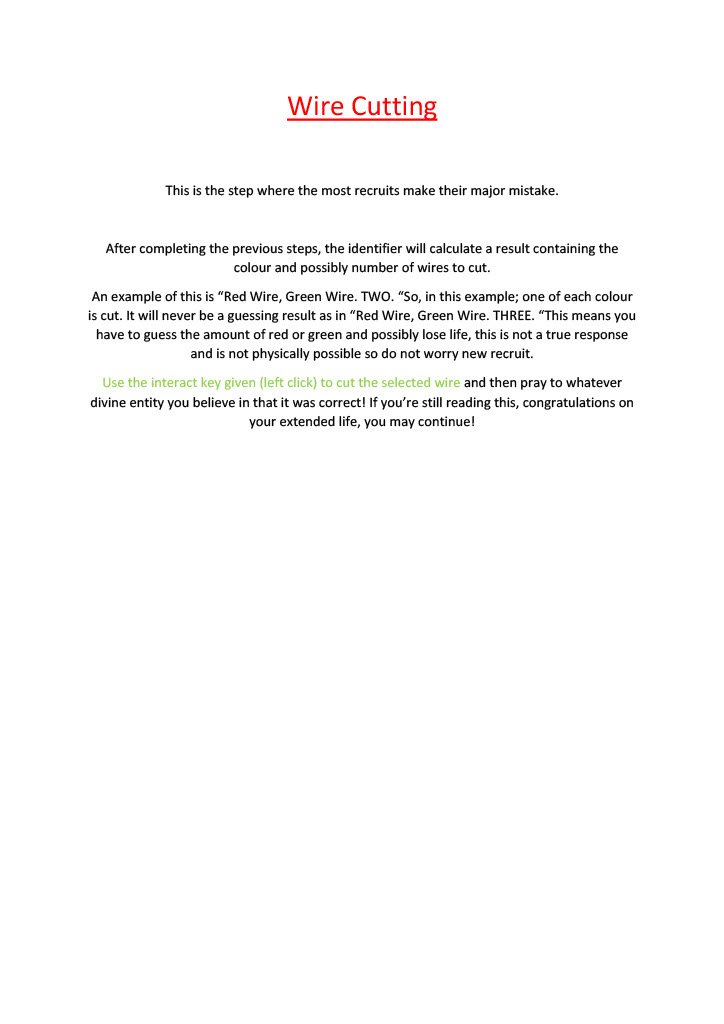 Wire Cutting
This is the step where the most recruits make their major mistake.
After completing the previous steps, the identifier will calculate a result containing the
colour and possibly number of wires to cut.
An example of this is “Red Wire, Green Wire. TWO. “So, in this example; one of each colour
is cut. It will never be a guessing result as in “Red Wire, Green Wire. THREE. “This means you
have to guess the amount of red or green and possibly lose life, this is not a true response
and is not physically possible so do not worry new recruit.
Use the interact key given (left click) to cut the selected wire and then pray to whatever
divine entity you believe in that it was correct! If you’re still reading this, congratulations on
your extended life, you may continue!